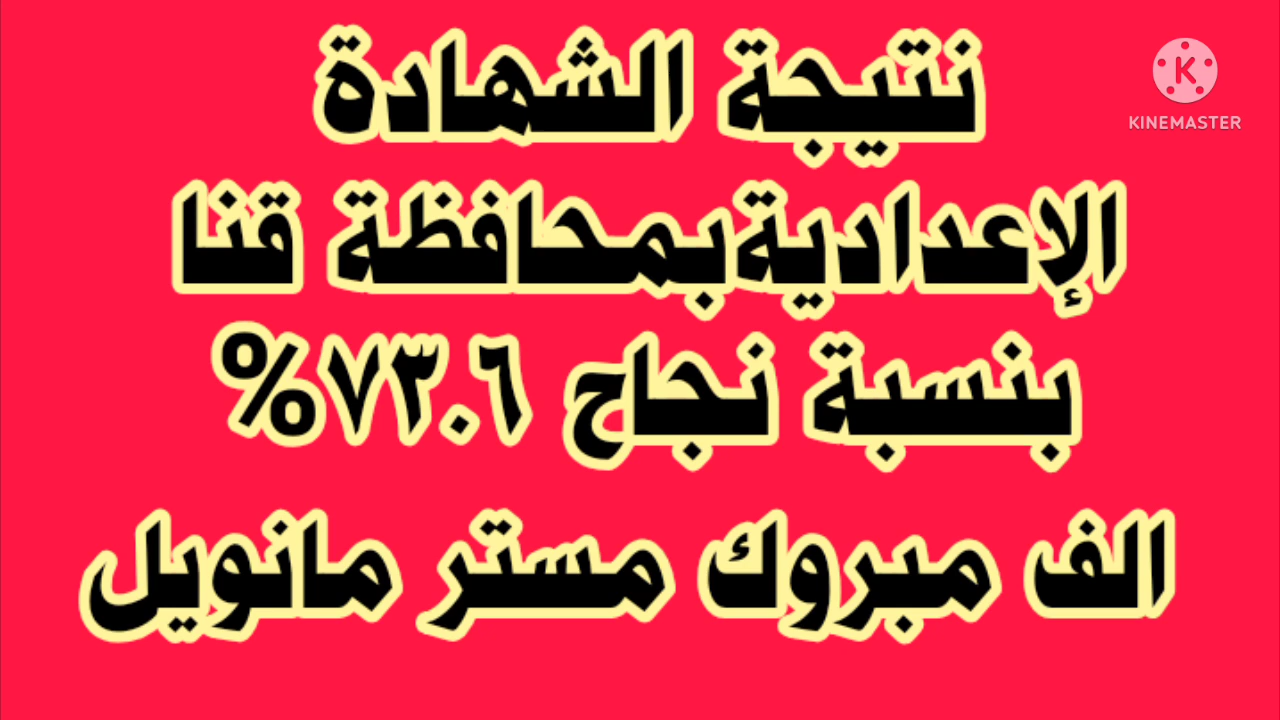 نتيجة الشهادة
الإعداديةبمحافظة قنا
بنسبة نجاح ٧٣.٦%
الف مبروك مستر مانويل
KINEMASTER